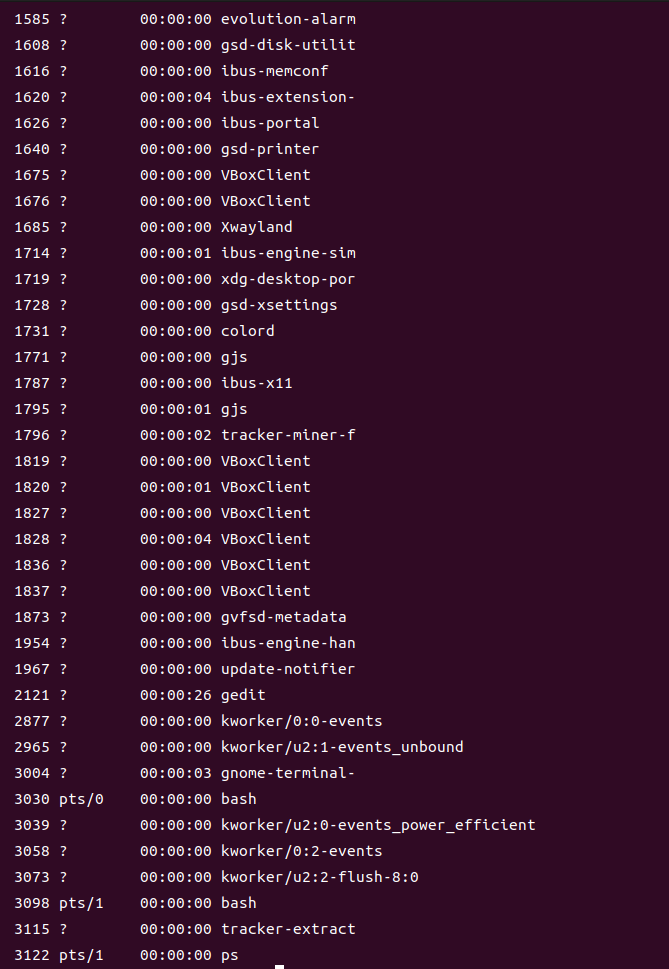 1585 ? 00:00:00 evolution-alarm
1608 ? 00:00:00 gsd-disk-utilit
1616 ? 00:00:00 ibus-memconf
1620 ? 00:00:04 ibus-extension-
1626 ? 00:00:00 ibus-portal
1640 ? 00:00:00 gsd-printer
1675 ? 00:00:00 VBoxClient
1676 ? 00:00:00 VBoxClient
1685 ? 00:00:00 Xwayland
1714 ? 00:00:01 ibus-engine-sim
1719 ? 00:00:00 xdg-desktop-por
1728 ? 00:00:00 gsd-xsettings
1731 ? 00:00:00 colord
1771 ? 00:00:00 gjs
1787 ? 00:00:00 ibus-x11
1795 ? 00:00:01 gjs
1796 ? 00:00:02 tracker-miner-f
1819 ? 00:00:00 VBoxClient
1820 ? 00:00:01 VBoxClient
1827 ? 00:00:00 VBoxClient
1828 ? 00:00:04 VBoxClient
1836 ? 00:00:00 VBoxClient
1837 ? 00:00:00 VBoxClient
1873 ? 00:00:00 gvfsd-metadata
1954 ? 00:00:00 ibus-engine-han
1967 ? 00:00:00 update-notifier
2121 ? 00:00:26 gedit
2877 ? 00:00:00 kworker/0:0-events
2965 ? 00:00:00 kworker/u2:1-events_unbound
3004 ? 00:00:03 gnome-terminal-
3030 pts/0 00:00:00 bash
3039 ? 00:00:00 kworker/u2:0-events_power_efficient
3058 ? 00:00:00 kworker/0:2-events
3073 ? 00:00:00 kworker/u2:2-flush-8:0
3098 pts/1 00:00:00 bash
3115 ? 00:00:00 tracker-extract
3122 pts/1 00:00:00 ps